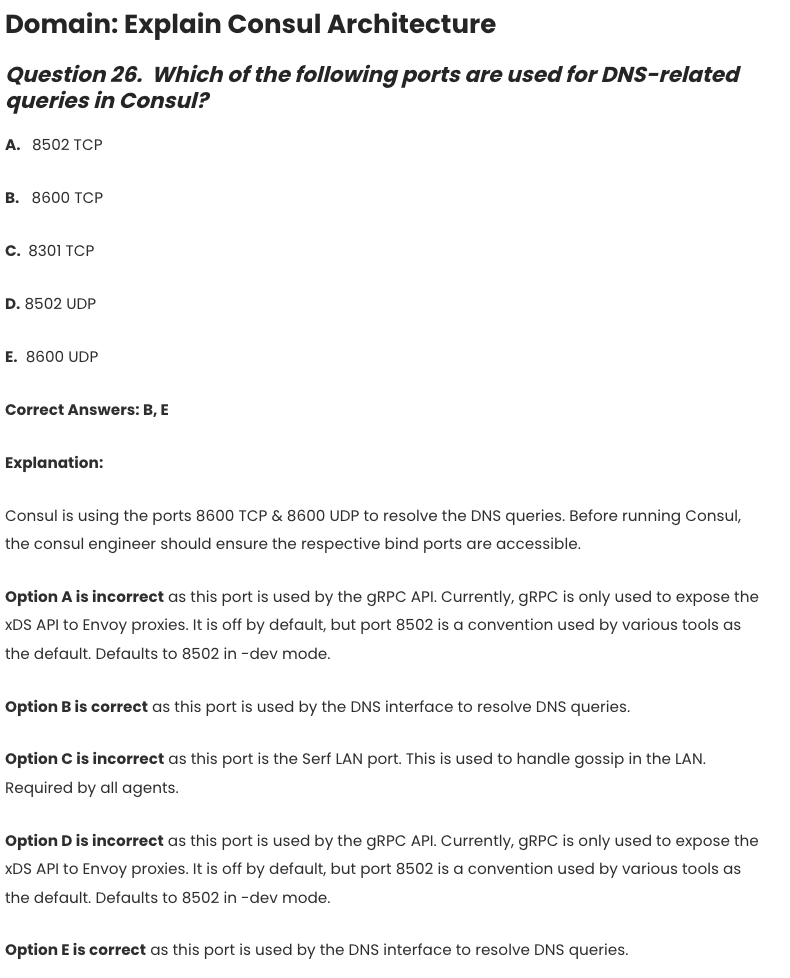 Domain: Explain Consul Architecture
Question 26.  Which of the following ports are used for DNS-related
queries in Consul?
A.   8502 TCP
B.   8600 TCP
C.  8301 TCP
D. 8502 UDP
E.  8600 UDP
Correct Answers: B, E
Explanation:
Consul is using the ports 8600 TCP & 8600 UDP to resolve the DNS queries. Before running Consul,
the consul engineer should ensure the respective bind ports are accessible.
Option A is incorrect as this port is used by the gRPC API. Currently, gRPC is only used to expose the
xDS API to Envoy proxies. It is off by default, but port 8502 is a convention used by various tools as
the default. Defaults to 8502 in -dev mode.
Option B is correct as this port is used by the DNS interface to resolve DNS queries.
Option C is incorrect as this port is the Serf LAN port. This is used to handle gossip in the LAN.
Required by all agents.
Option D is incorrect as this port is used by the gRPC API. Currently, gRPC is only used to expose the
xDS API to Envoy proxies. It is off by default, but port 8502 is a convention used by various tools as
the default. Defaults to 8502 in -dev mode.
Option E is correct as this port is used by the DNS interface to resolve DNS queries.